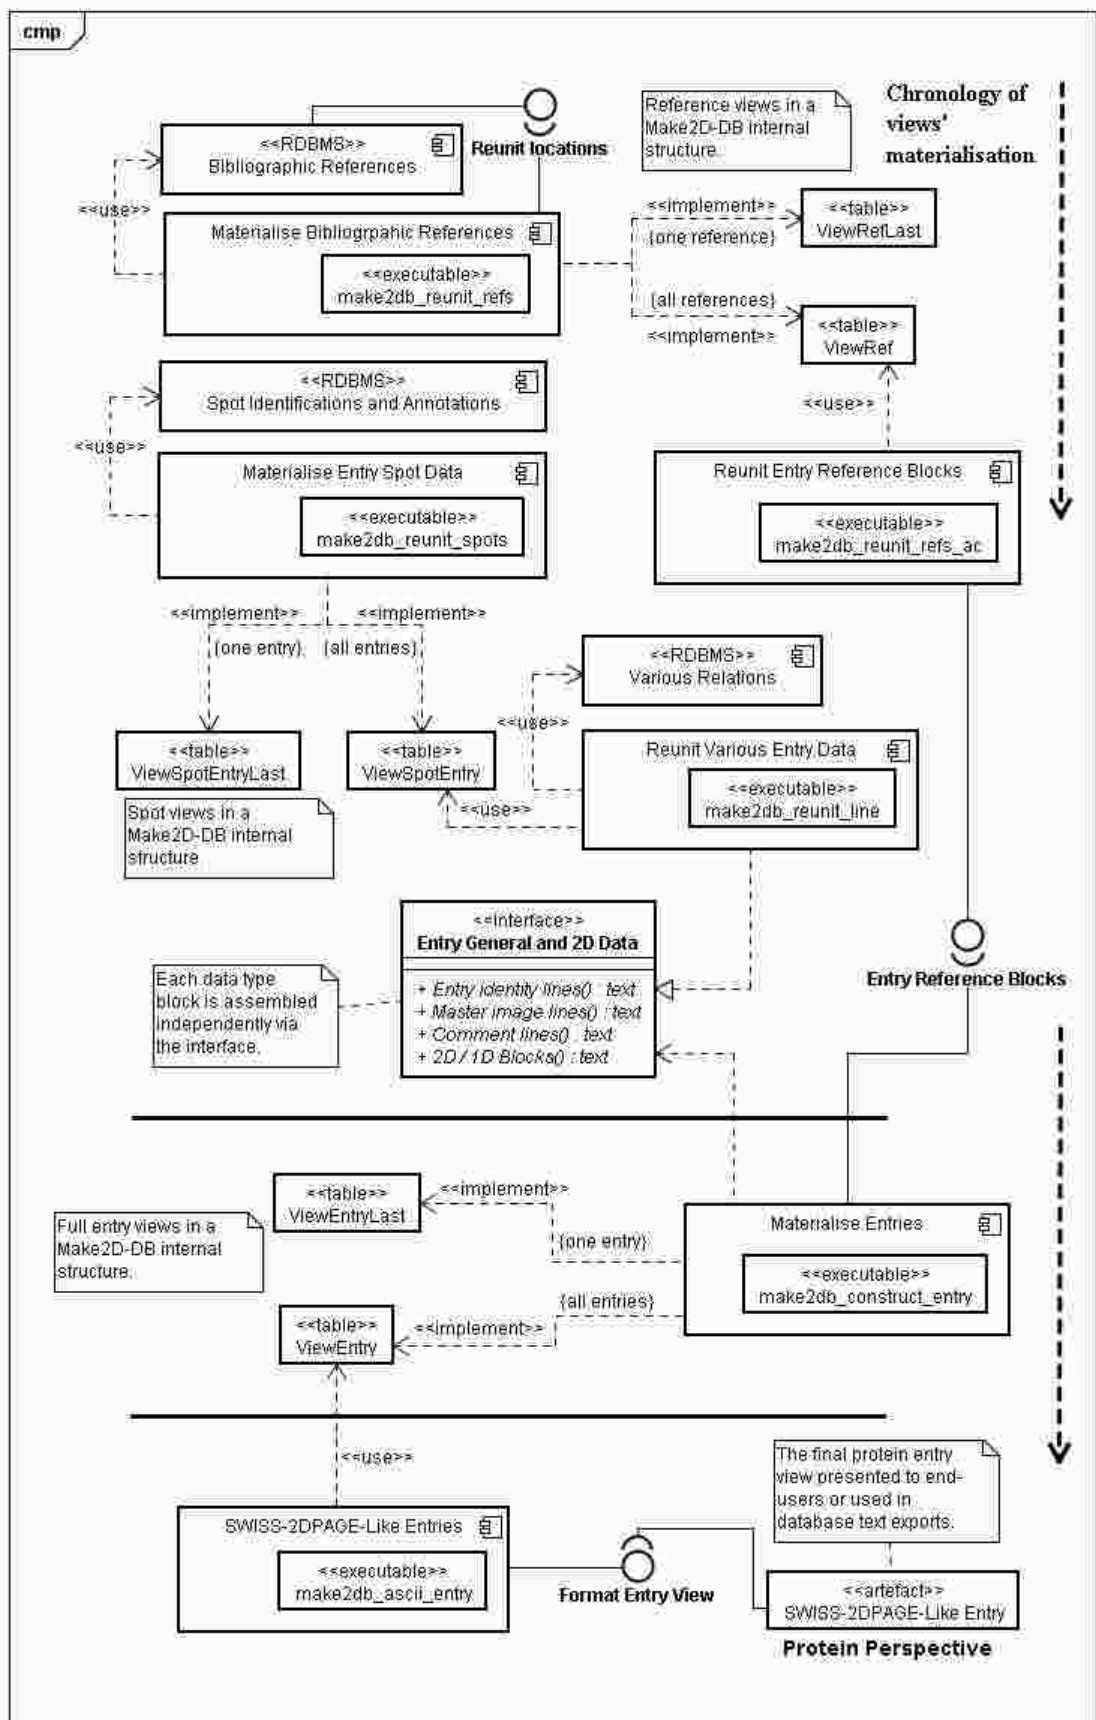 cmp
Reunit locations
Reference views in a
Make2D-DB internal
structure.
Chronology of
views'
materialisation
<<RDBMS>>
Bibliographic References
<<use>>
Materialise Bibliogrpahic References
<<executable>>
make2db_reunit_refs
<<implement>>
{one reference}
<<table>>
ViewRefLast
{all references}
<<implement>>
<<table>>
ViewRef
<<RDBMS>>
Spot Identifications and Annotations
<<use>>
<<use>>
Materialise Entry Spot Data
<<executable>>
make2db_reunit_spots
Reunit Entry Reference Blocks
<<executable>>
make2db_reunit_refs_ac
<<implement>>
<<implement>>
{one entry}
{all entries}
<<RDBMS>>
Various Relations
<<use>>
<<table>>
ViewSpotEntryLast
<<table>>
ViewSpotEntry
Reunit Various Entry Data
<<executable>>
make2db_reunit_line
<<use>>
Spot views in a
Make2D-DB internal
structure
<<Interface>>
Entry General and 2D Data
+ Entry identity lines() : text
+ Master image lines() : text
+ Comment lines() : text
+ 2D / 1D Blocks() : text
Each data type
block is assembled
independently via
the interface.
Entry Reference Blocks
<<table>>
ViewEntryLast
<<implement>>
{one entry}
Full entry views in a
Make2D-DB internal
structure.
Materialise Entries
<<executable>>
make2db_construct_entry
{all entries}
<<implement>>
<<table>>
ViewEntry
<<use>>
The final protein entry
view presented to end-
users or used in
database text exports.
SWISS-2DPAGE-Like Entries
<<executable>>
make2db_ascii_entry
Format Entry View
<<artefact>>
SWISS-2DPAGE-Like Entry
Protein Perspective